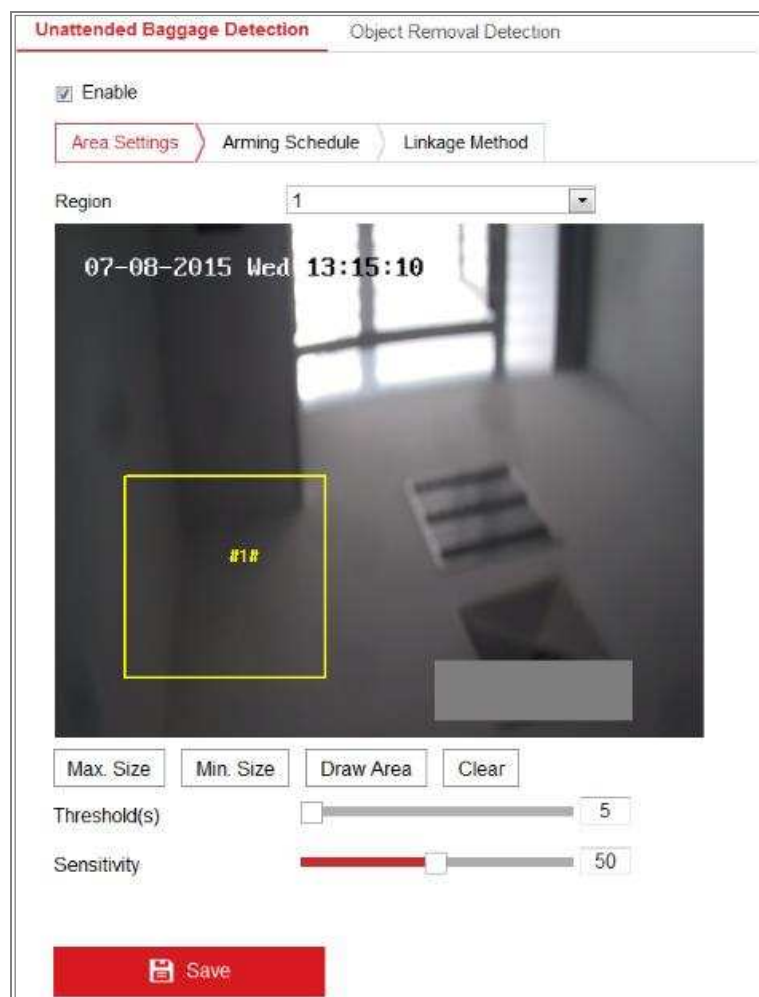 Unattended Baggage Detection Object Removal Detection
Enable
Area Settings Arming Schedule Linkage Method
Region 1
07-08-2015 Wed 13:15:10
#1#
Max. Size Min. Size Draw Area Clear
Threshold(s) 5
Sensitivity 50
Save